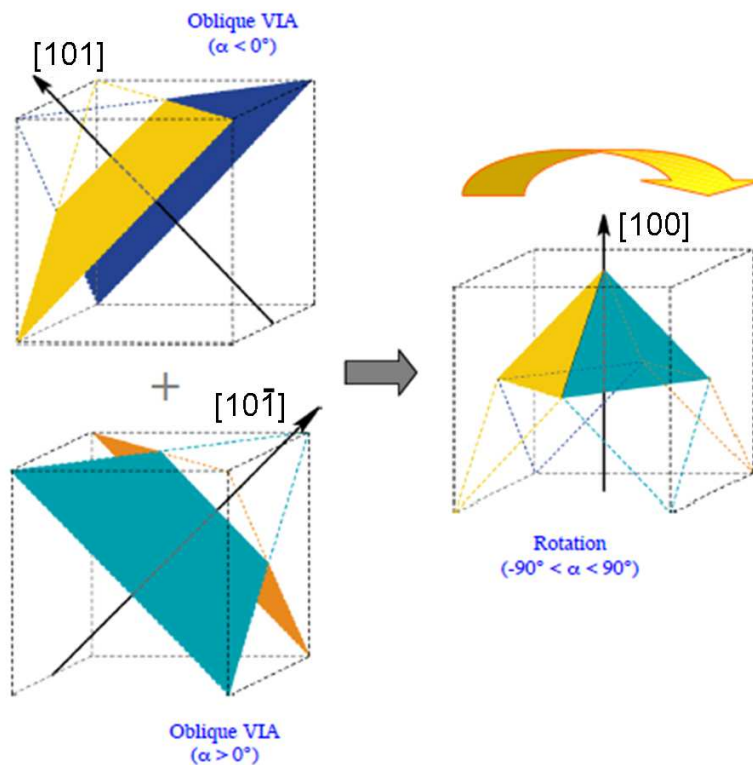 Oblique VIA
(α < 0°)
[101]
[100]
+
[101̄]
Rotation
(-90° < α < 90°)
Oblique VIA
(α > 0°)